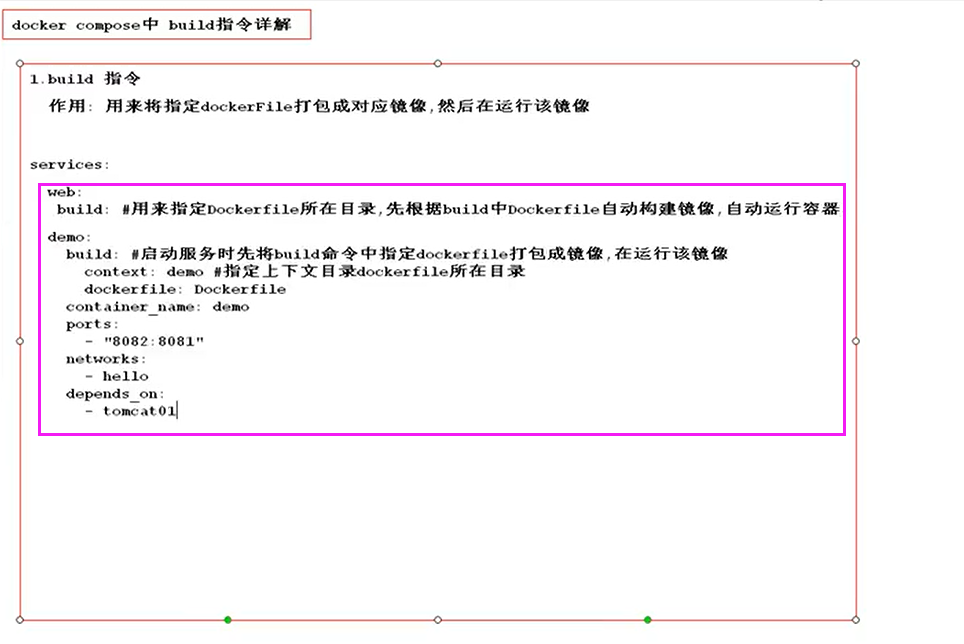 docker compose中 build指令详解
1.build 指令
作用: 用来将指定dockerFile打包成对应镜像,然后在运行该镜像
services:
web:
build: #用来指定Dockerfile所在目录,先根据build中Dockerfile自动构建镜像,自动运行容器
demo:
build: #启动服务时先将build命令中指定dockerfile打包成镜像,在运行该镜像
context: demo #指定上下文目录dockerfile所在目录
dockerfile: Dockerfile
container_name: demo
ports:
- "8082:8081"
networks:
- hello
depends_on:
- tomcat01